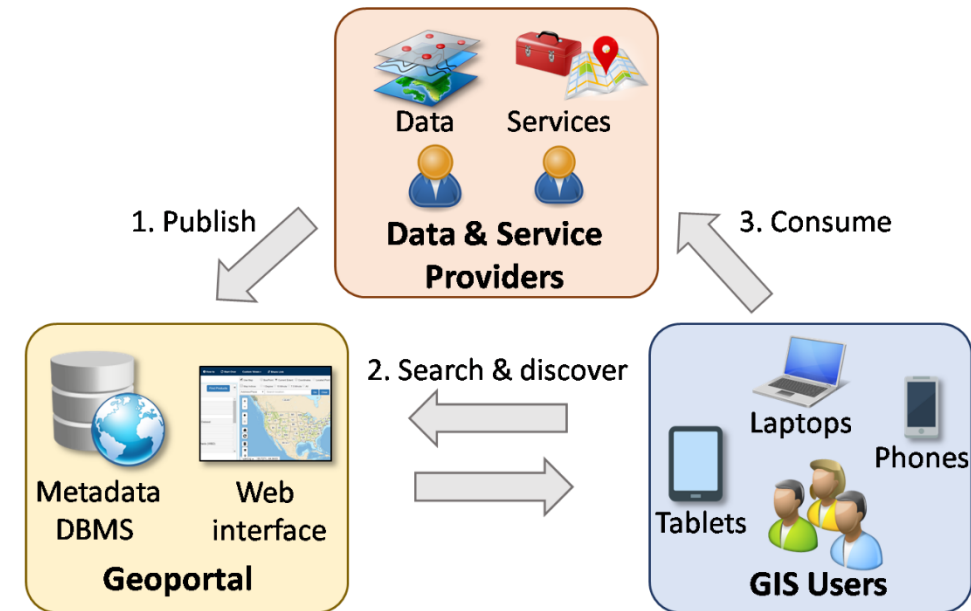 Data
Services
Data & Service
Providers
1. Publish
3. Consume
2. Search & discover
Metadata
DBMS
Web
interface
Geoportal
Laptops
Phones
Tablets
GIS Users